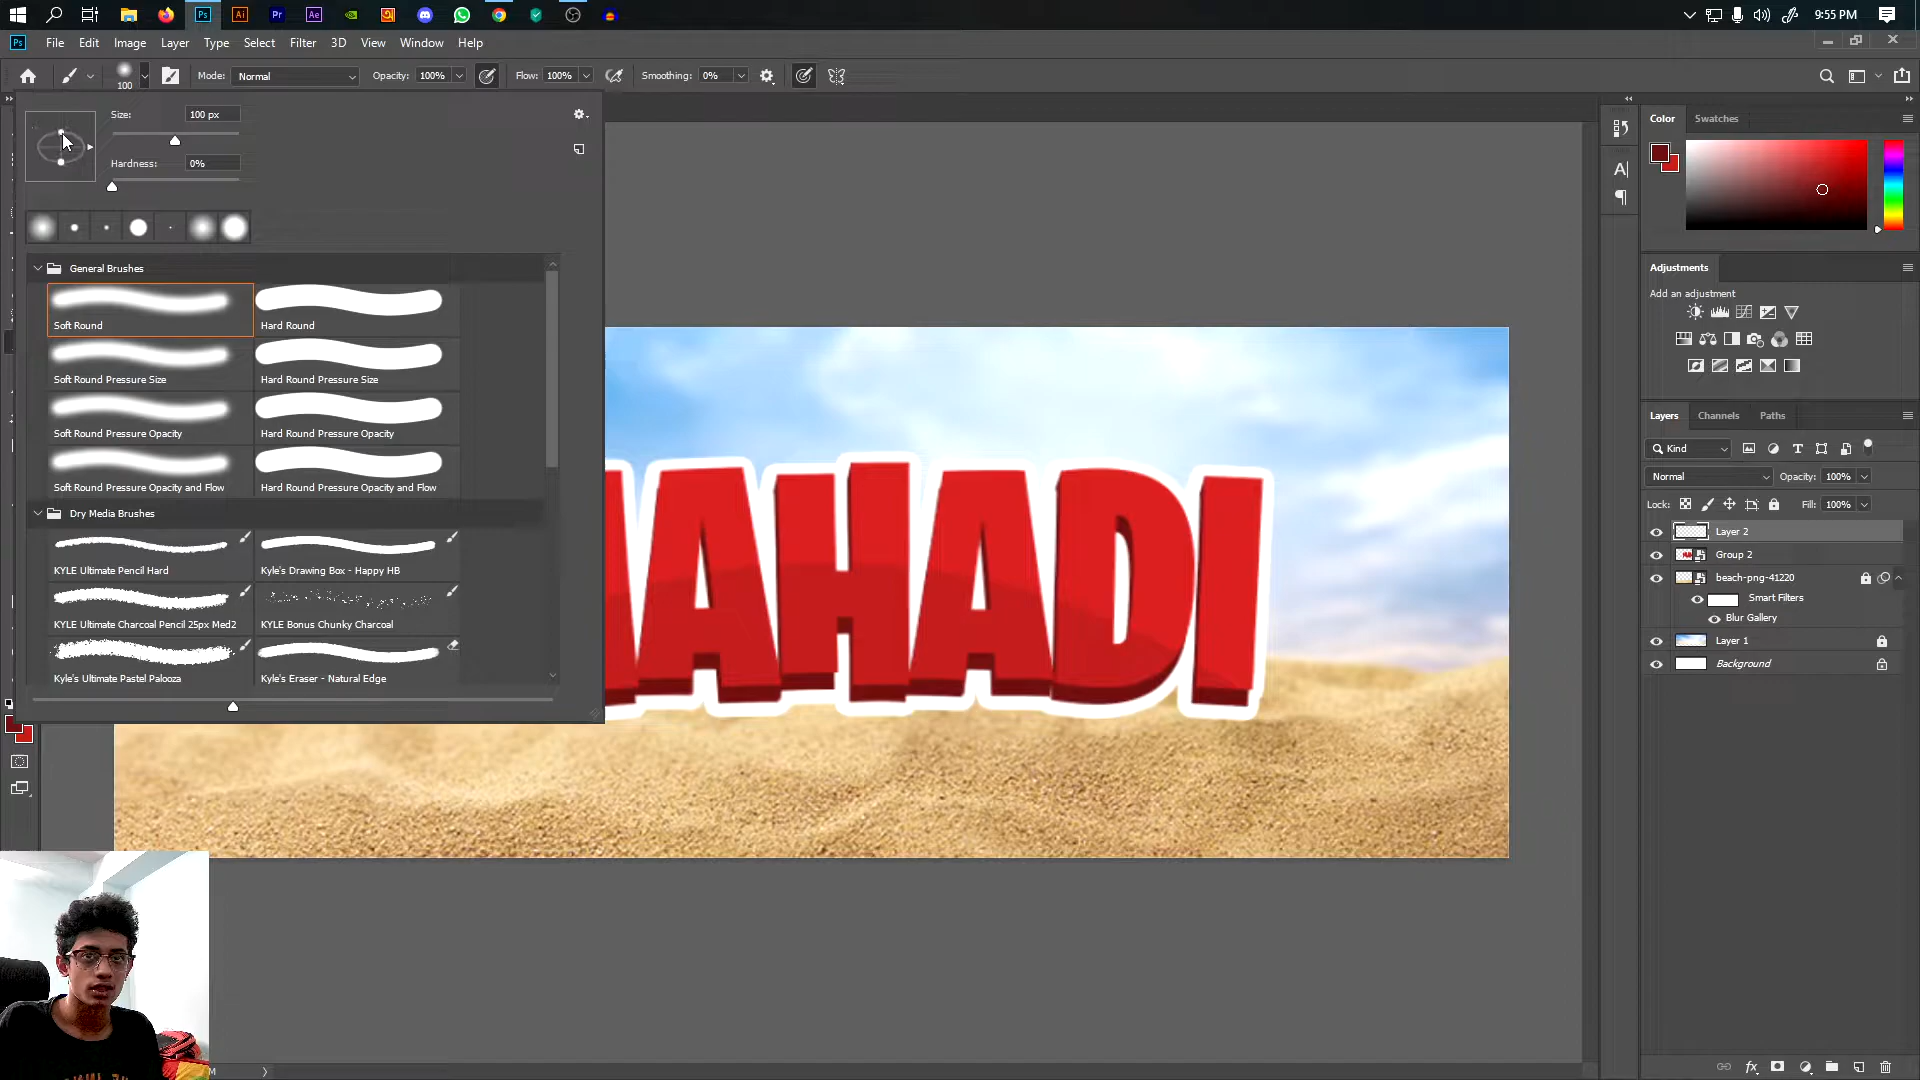 Ps
Ai
Pr
Ae
9:55 PM
Ps
File
Edit
Image
Layer
Type
Select
Filter
3D
View
Window
Help
100
Mode: Normal
Opacity: 100%
Flow: 100%
Smoothing: 0%
Size: 100 px
Hardness: 0%
General Brushes
Soft Round
Hard Round
Soft Round Pressure Size
Hard Round Pressure Size
Soft Round Pressure Opacity
Hard Round Pressure Opacity
Soft Round Pressure Opacity and Flow
Hard Round Pressure Opacity and Flow
Dry Media Brushes
KYLE Ultimate Pencil Hard
Kyle's Drawing Box - Happy HB
KYLE Ultimate Charcoal Pencil 25px Med2
KYLE Bonus Chunky Charcoal
Kyle's Ultimate Pastel Palooza
Kyle's Eraser - Natural Edge
AHADI
Color
Swatches
Adjustments
Add an adjustment
Layers
Channels
Paths
Kind
Normal
Opacity: 100%
Lock:
Fill: 100%
Layer 2
Group 2
beach-png-41220
Smart Filters
Blur Gallery
Layer 1
Background
M
fx